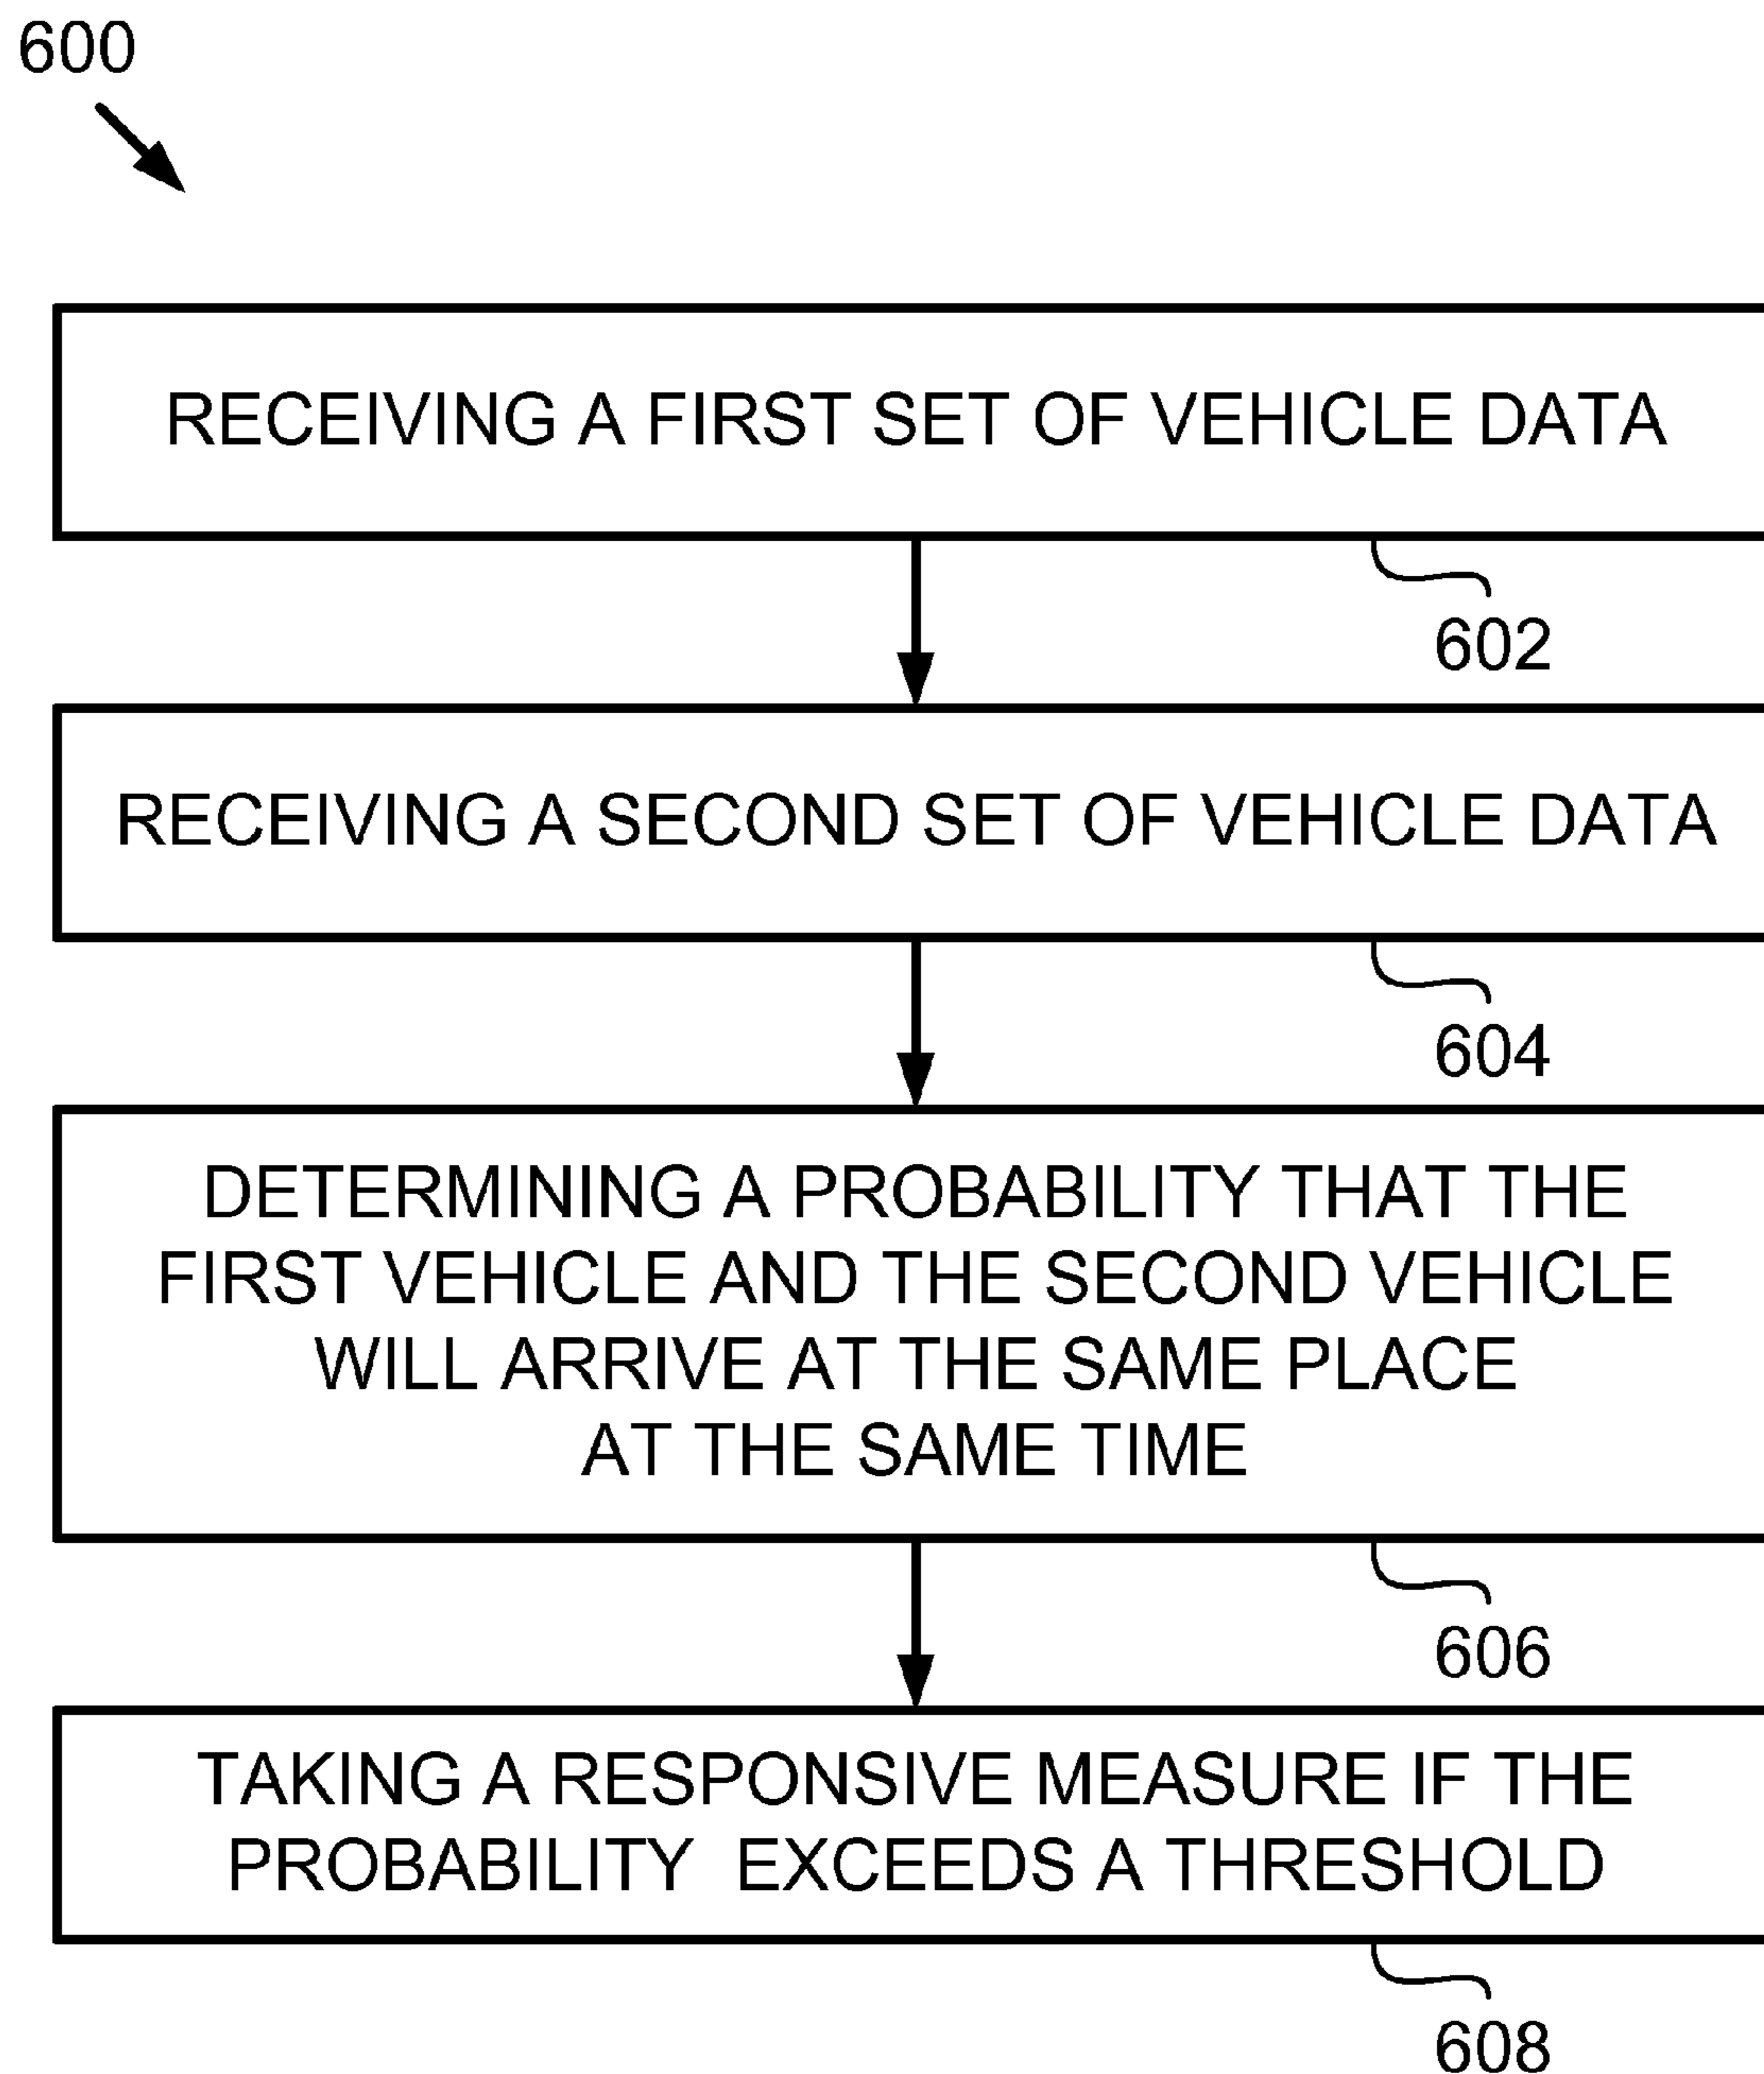 600
RECEIVING A FIRST SET OF VEHICLE DATA
602
RECEIVING A SECOND SET OF VEHICLE DATA
604
DETERMINING A PROBABILITY THAT THE
FIRST VEHICLE AND THE SECOND VEHICLE
WILL ARRIVE AT THE SAME PLACE
AT THE SAME TIME
606
TAKING A RESPONSIVE MEASURE IF THE
PROBABILITY EXCEEDS A THRESHOLD
608